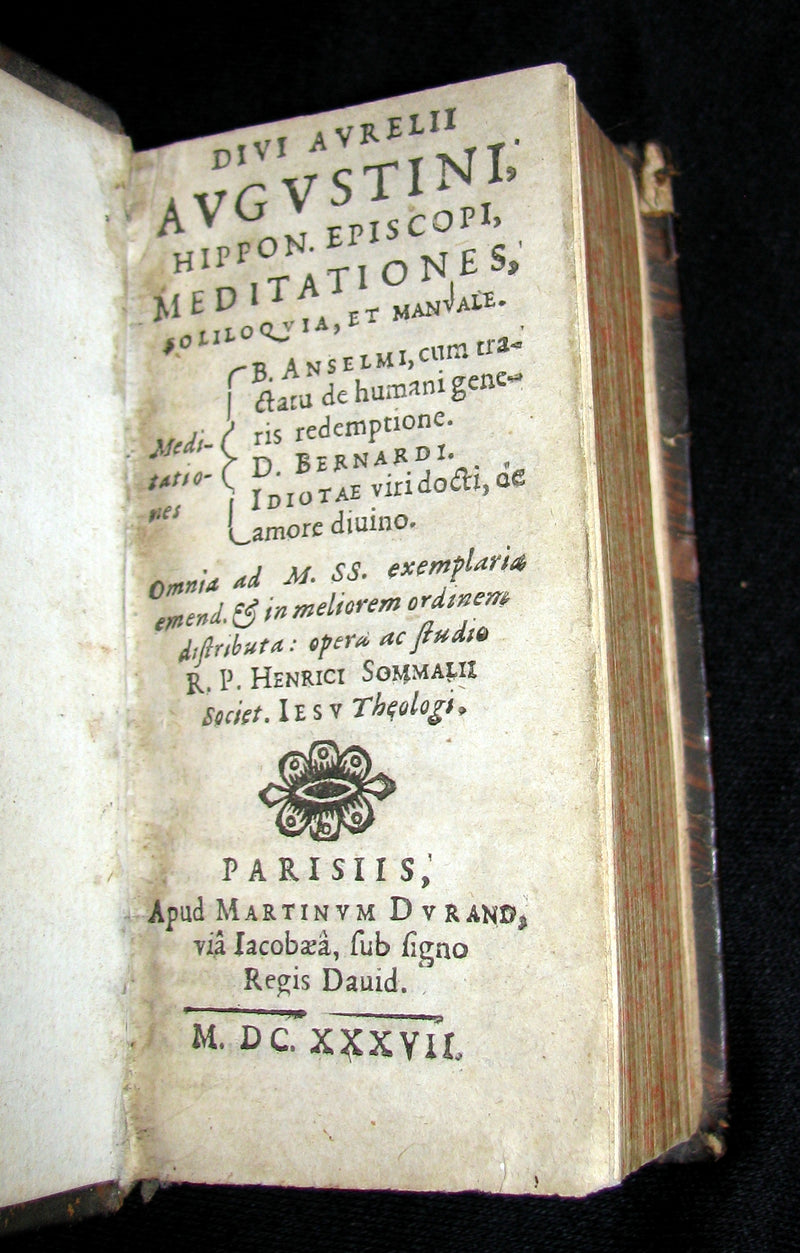 DIVI AVRELII
AVGVSTINI,
HIPPON. EPISCOPI,
MEDITATIONES,
SOLILOQVIA, ET MANVALE.
Medi-
tatio-
nes
B. ANSELMI, cum tra-
ctatu de humani gene-
ris redemptione.
D. BERNARDI.
IDIOTAE viri docti, de
amore diuino.
Omnia ad M. SS. exemplaria
emend. & in meliorem ordinem
diſtributa: opera ac ſtudio
R. P. HENRICI SOMMALII
Societ. IESV Theologi.
PARISIIS,
Apud MARTINVM DVRAND,
viâ Iacobæâ, ſub ſigno
Regis Dauid.
M. DC. XXXVII.